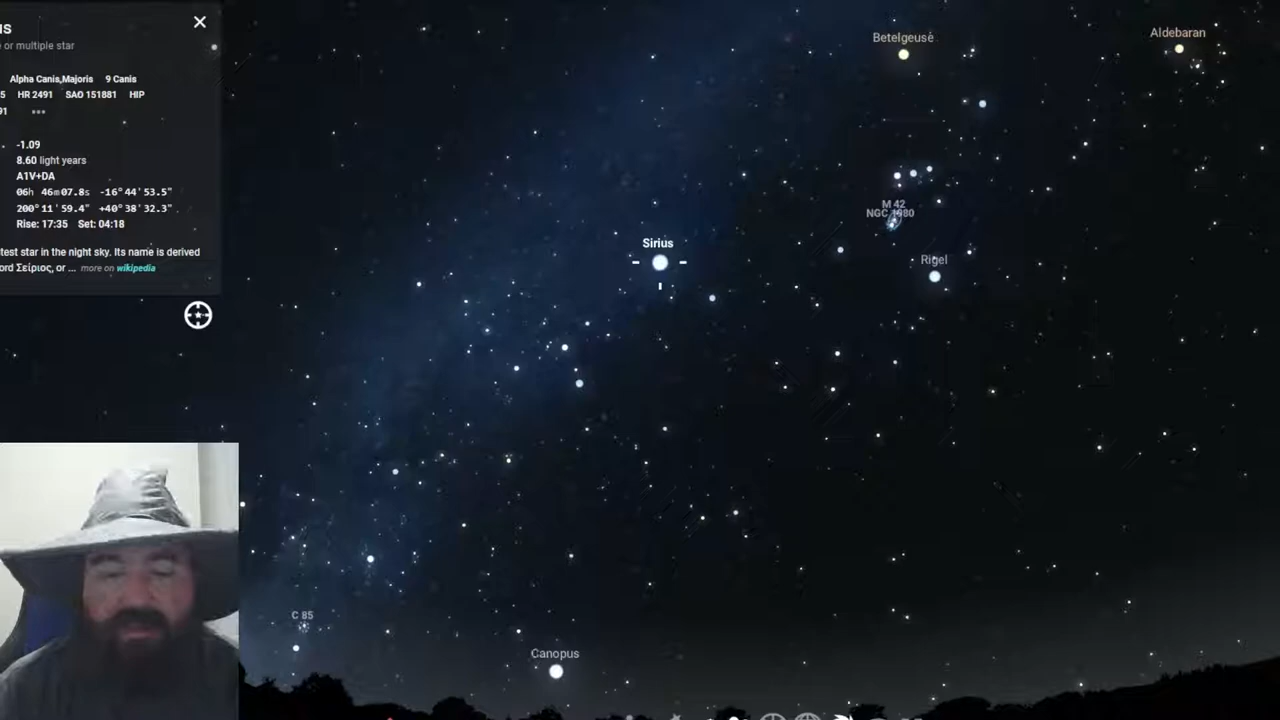 us
e or multiple star
Alpha Canis,Majoris 9 Canis
5 HR 2491 SAO 151881 HIP
91 •••
-1.09
8.60 light years
A1V+DA
06h 46m07.8s -16°44'53.5"
200°11'59.4" +40°38'32.3"
Rise: 17:35 Set: 04:18
test star in the night sky. Its name is derived
ord Σείριος, or ... more on wikipedia
Betelgeuse
Aldebaran
M 42
NGC 1980
Sirius
Rigel
C 85
Canopus